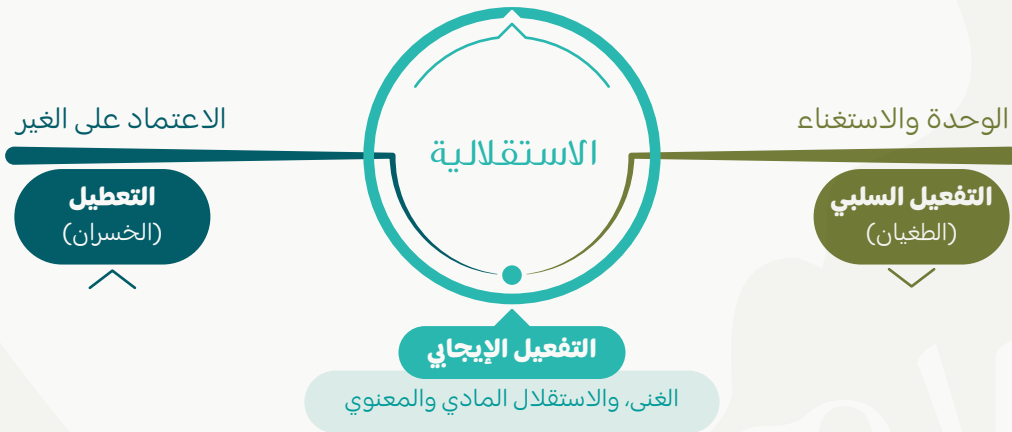 الوحدة والاستغناء
التفعيل السلبي
(الطغيان)
الاستقلالية
الاعتماد على الغير
التعطيل
(الخسران)
التفعيل الإيجابي
الغنى، والاستقلال المادي والمعنوي